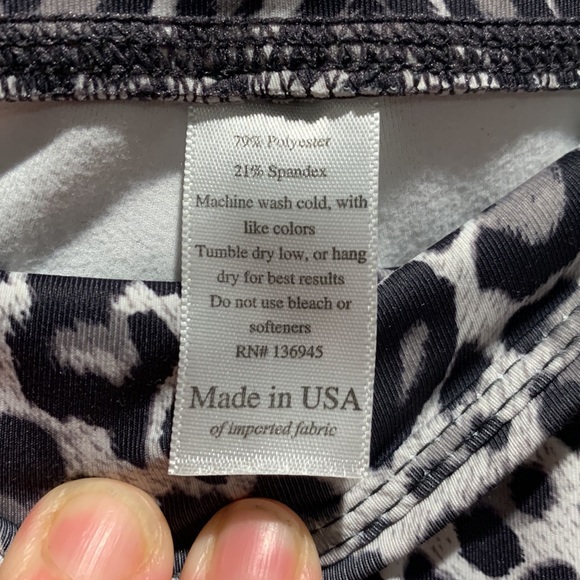 79% Polyester
21% Spandex
Machine wash cold, with
like colors
Tumble dry low, or hang
dry for best results
Do not use bleach or
softeners
RN# 136945
Made in USA
of imported fabric